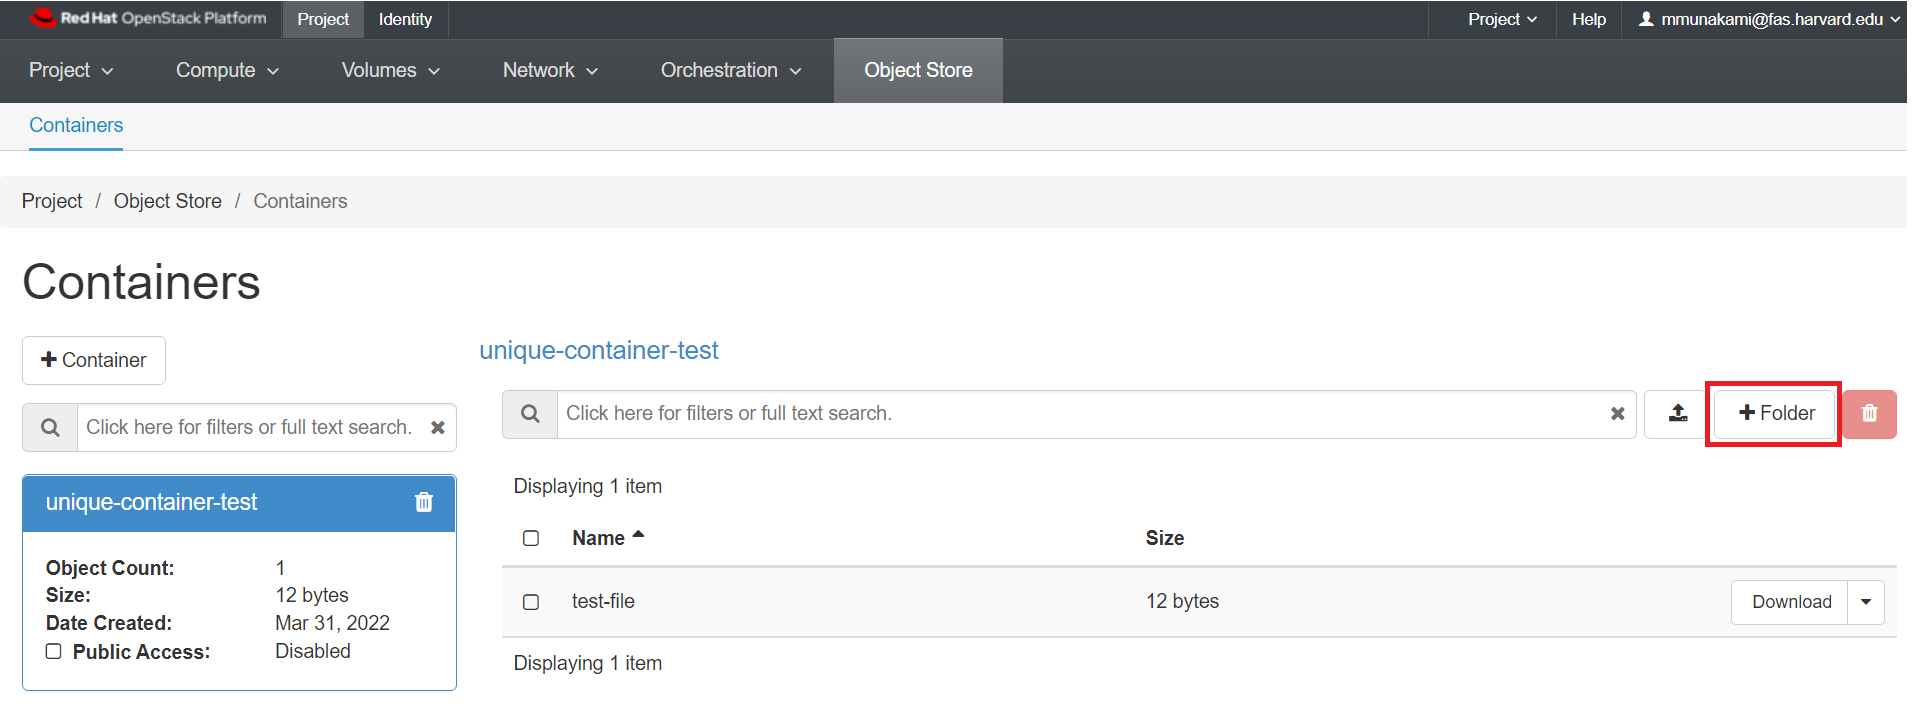 Red Hat OpenStack Platform Project Identity Project Help mmunakami@fas.harvard.edu
Project Compute Volumes Network Orchestration Object Store
Containers
Project / Object Store / Containers
Containers
+ Container
unique-container-test
Click here for filters or full text search.
Click here for filters or full text search.
+ Folder
unique-container-test
Object Count: 1
Size: 12 bytes
Date Created: Mar 31, 2022
Public Access: Disabled
Displaying 1 item
Name Size
test-file 12 bytes Download
Displaying 1 item